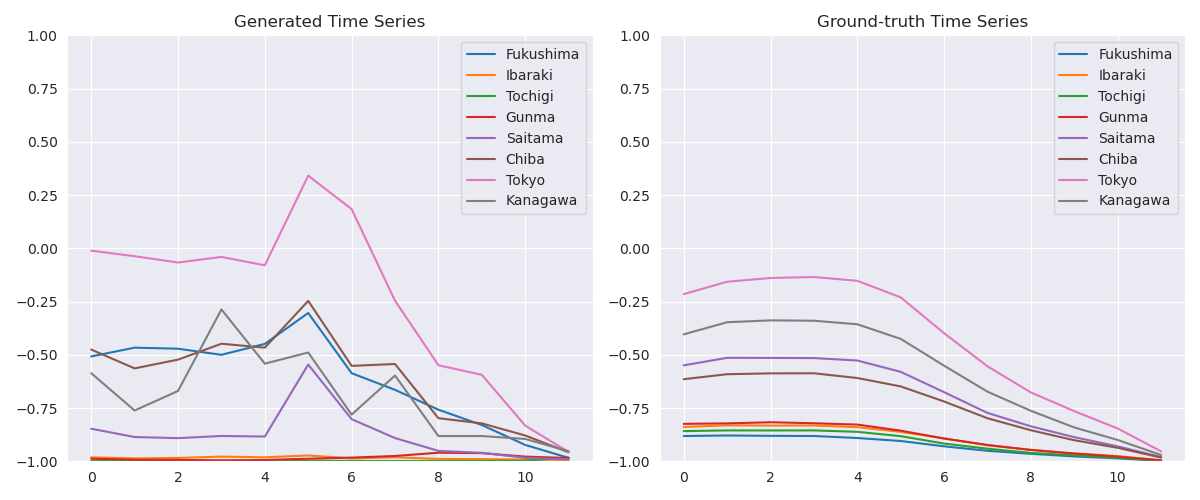 Generated Time Series
1.00
0.75
0.50
0.25
0.00
−0.25
−0.50
−0.75
−1.00
0 2 4 6 8 10
Fukushima
Ibaraki
Tochigi
Gunma
Saitama
Chiba
Tokyo
Kanagawa
Ground-truth Time Series
1.00
0.75
0.50
0.25
0.00
−0.25
−0.50
−0.75
−1.00
0 2 4 6 8 10
Fukushima
Ibaraki
Tochigi
Gunma
Saitama
Chiba
Tokyo
Kanagawa